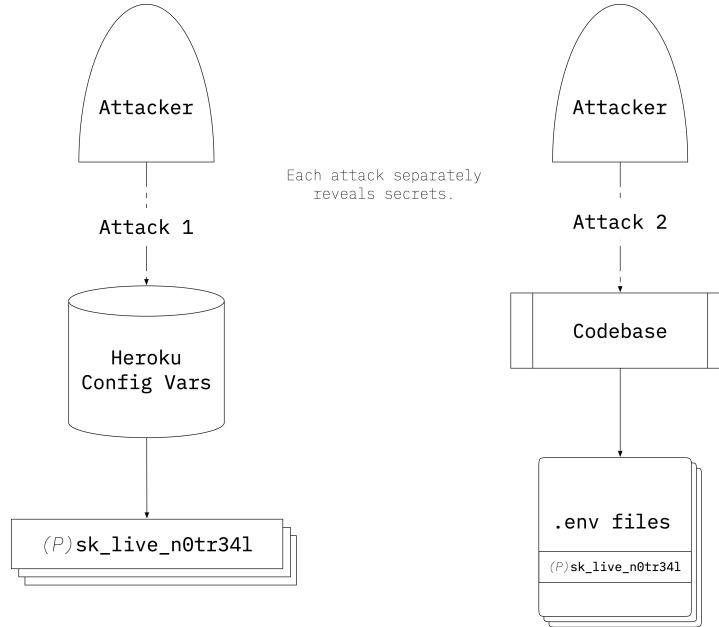 Attacker
Attacker
Each attack separately
reveals secrets.
Attack 1
Attack 2
Heroku
Config Vars
Codebase
(P)sk_live_n0tr34l
.env files
(P)sk_live_n0tr34l